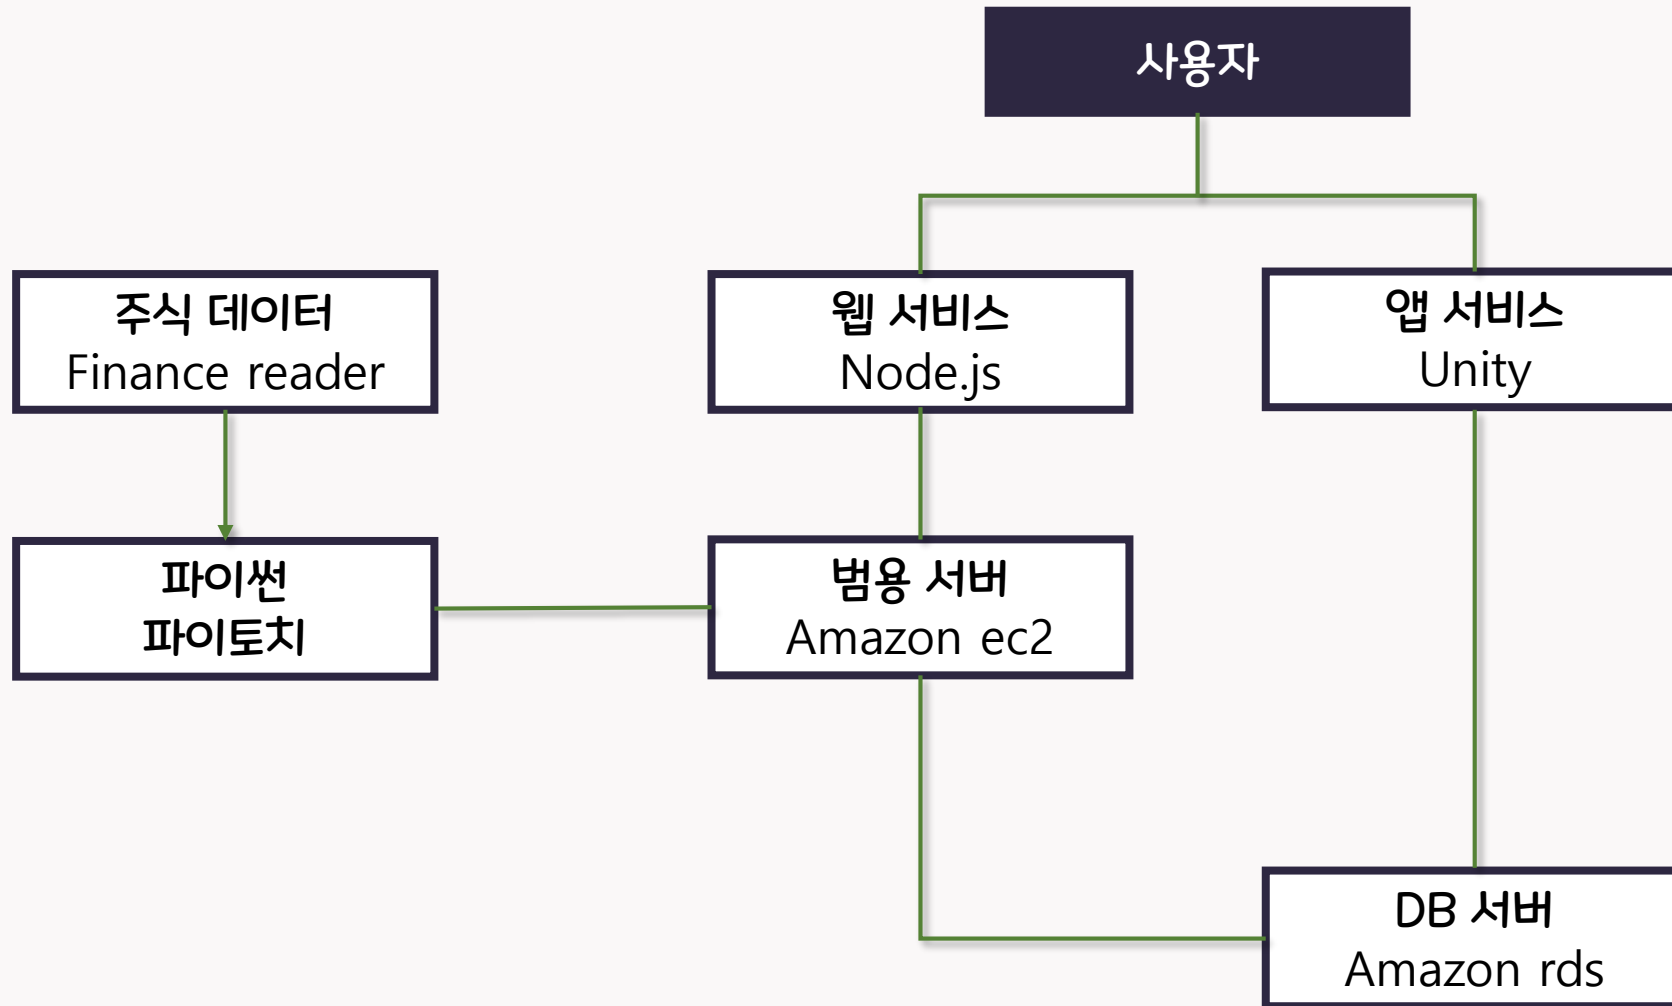 사용자
주식 데이터
Finance reader
웹 서비스
Node.js
앱 서비스
Unity
파이썬
파이토치
범용 서버
Amazon ec2
DB 서버
Amazon rds